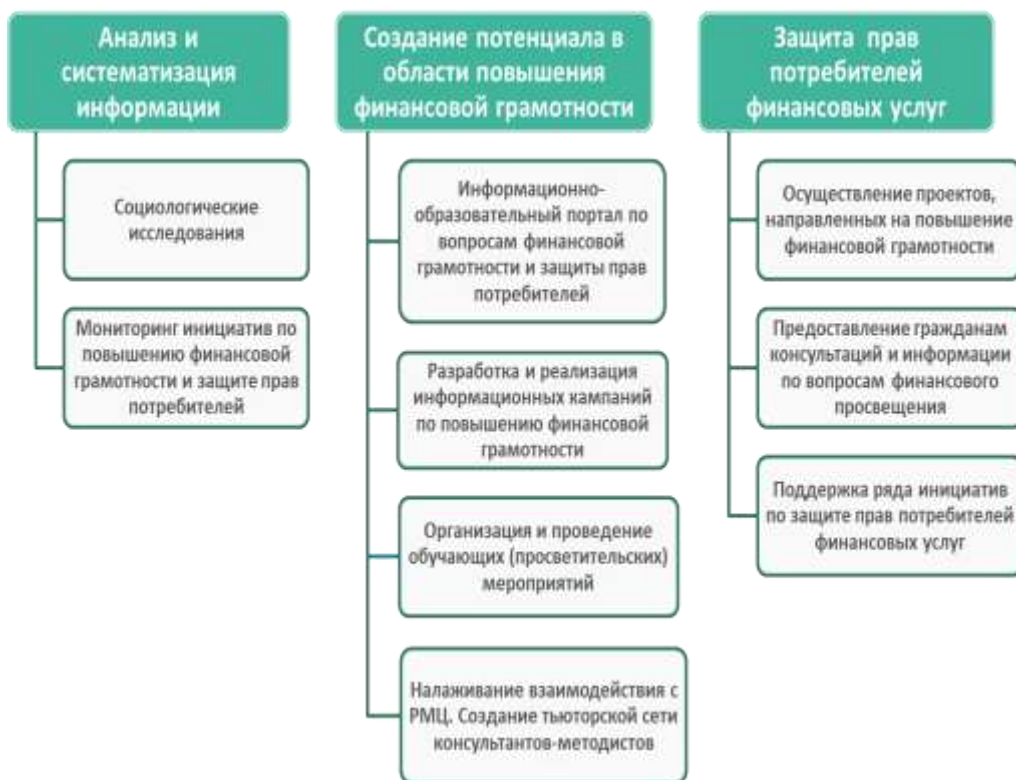 Анализ и
систематизация
информации
Социологические
исследования
Мониторинг инициатив по
повышению финансовой
грамотности и защите прав
потребителей
Создание потенциала в
области повышения
финансовой грамотности
Информационно-
образовательный портал по
вопросам финансовой
грамотности и защиты прав
потребителей
Разработка и реализация
информационных кампаний
по повышению финансовой
грамотности
Организация и проведение
обучающих (просветительских)
мероприятий
Налаживание взаимодействия с
РМЦ. Создание тьюторской сети
консультантов-методистов
Защита прав
потребителей
финансовых услуг
Осуществление проектов,
направленных на повышение
финансовой грамотности
Предоставление гражданам
консультаций и информации
по вопросам финансового
просвещения
Поддержка ряда инициатив
по защите прав потребителей
финансовых услуг